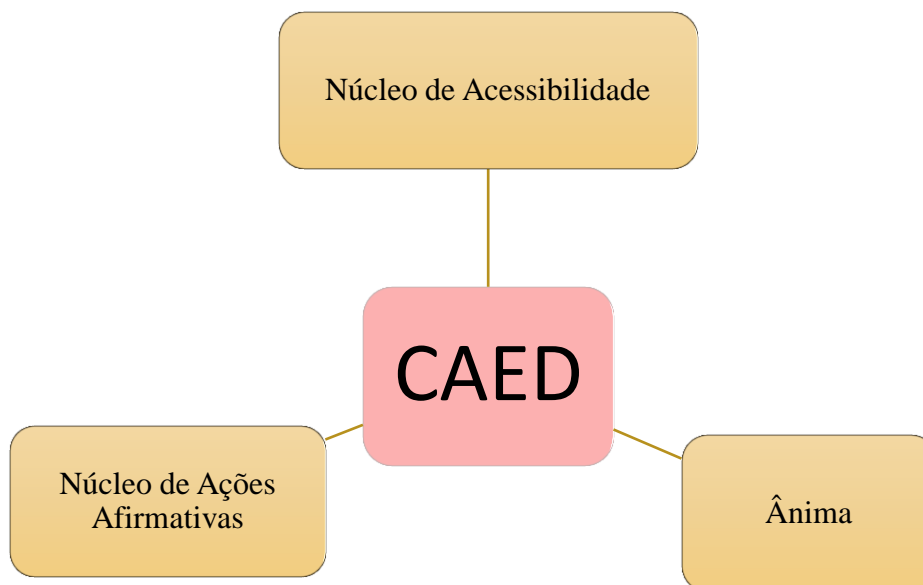 Núcleo de Acessibilidade
CAED
Núcleo de Ações
Afirmativas
Ânima